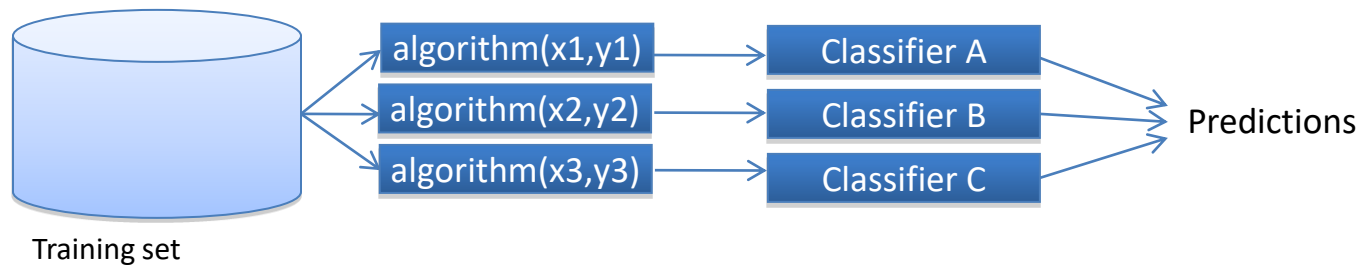 algorithm(x1,y1)
Classifier A
algorithm(x2,y2)
Classifier B
Predictions
algorithm(x3,y3)
Classifier C
Training set